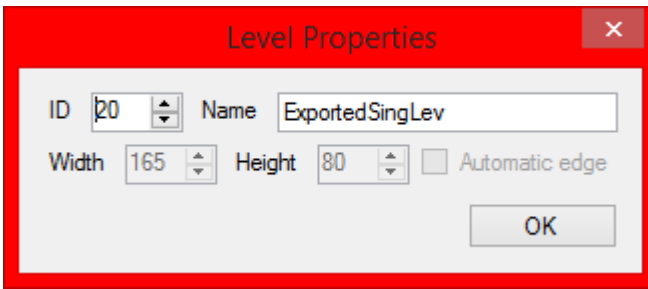 Level Properties
ID 20 Name ExportedSingLev
Width 165 Height 80 Automatic edge
OK